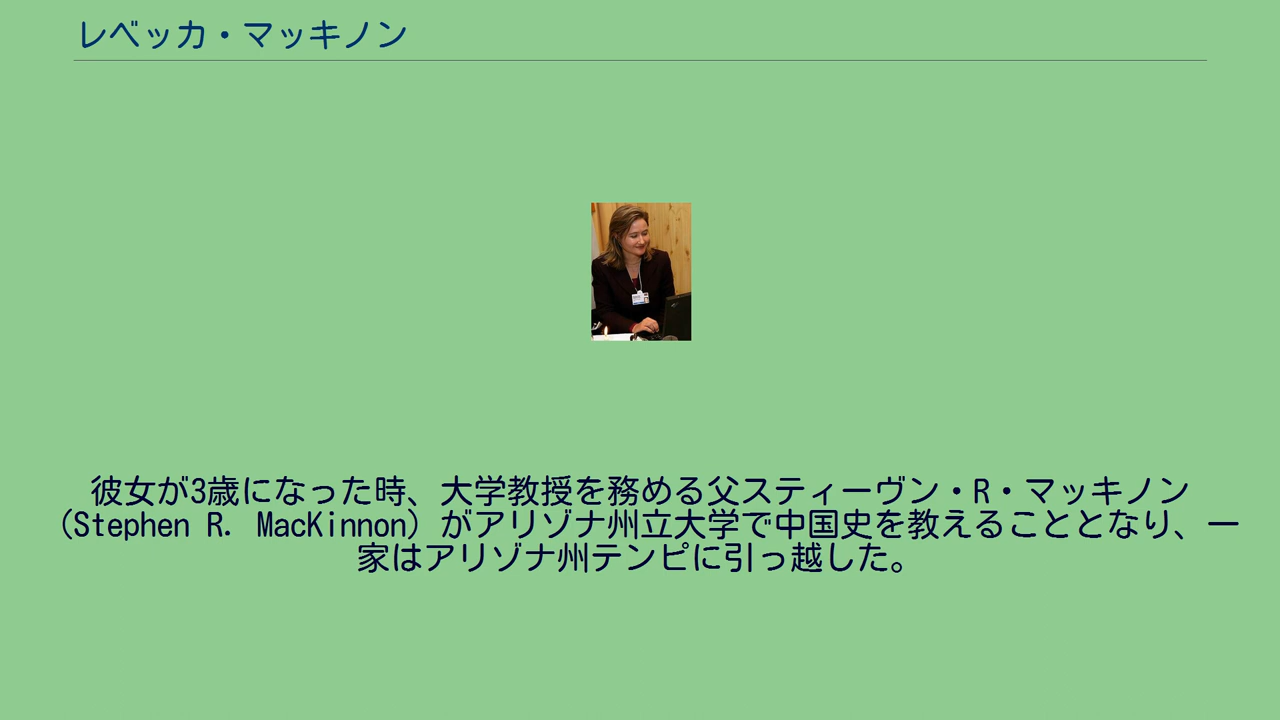 レベッカ・マッキノン
彼女が3歳になった時、大学教授を務める父スティーヴン・R・マッキノン
(Stephen R. MacKinnon) がアリゾナ州立大学で中国史を教えることとなり、一
家はアリゾナ州テンピに引っ越した。